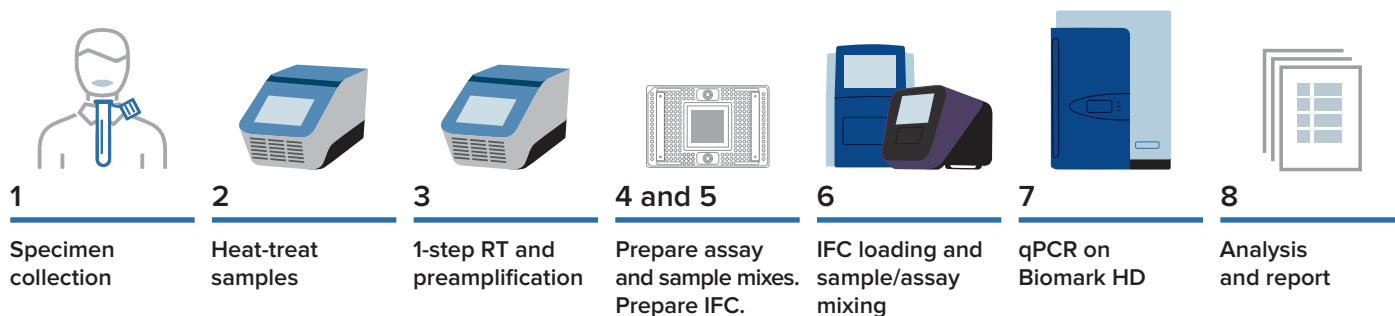 1
Specimen
collection
2
Heat-treat
samples
3
1-step RT and
preamplification
4 and 5
Prepare assay
and sample mixes.
Prepare IFC.
6
IFC loading and
sample/assay
mixing
7
qPCR on
Biomark HD
8
Analysis
and report